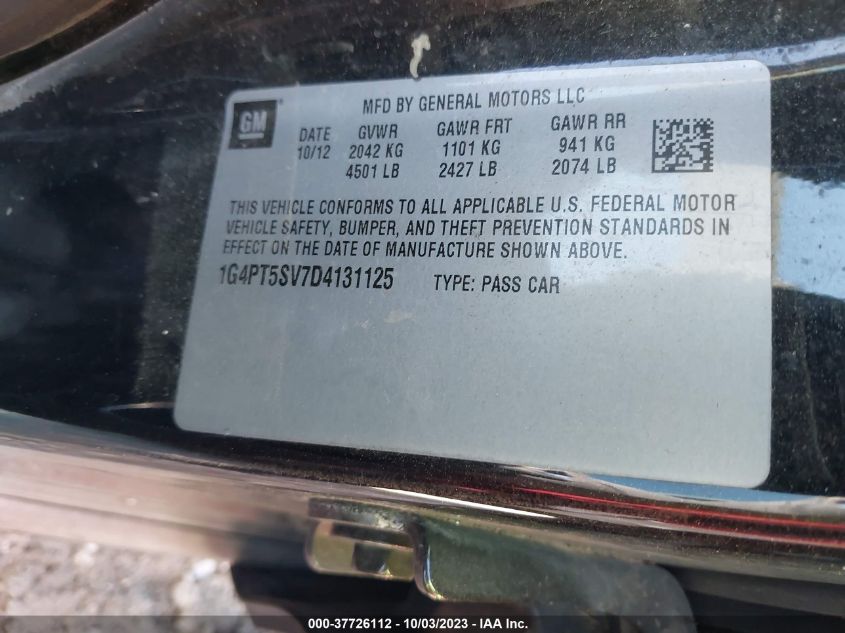 MFD BY GENERAL MOTORS LLC
GM
DATE GVWR GAWR FRT GAWR RR
10/12 2042 KG 1101 KG 941 KG
4501 LB 2427 LB 2074 LB
THIS VEHICLE CONFORMS TO ALL APPLICABLE U.S. FEDERAL MOTOR
VEHICLE SAFETY, BUMPER, AND THEFT PREVENTION STANDARDS IN
EFFECT ON THE DATE OF MANUFACTURE SHOWN ABOVE.
1G4PT5SV7D4131125 TYPE: PASS CAR
000-37726112 - 10/03/2023 - IAA Inc.